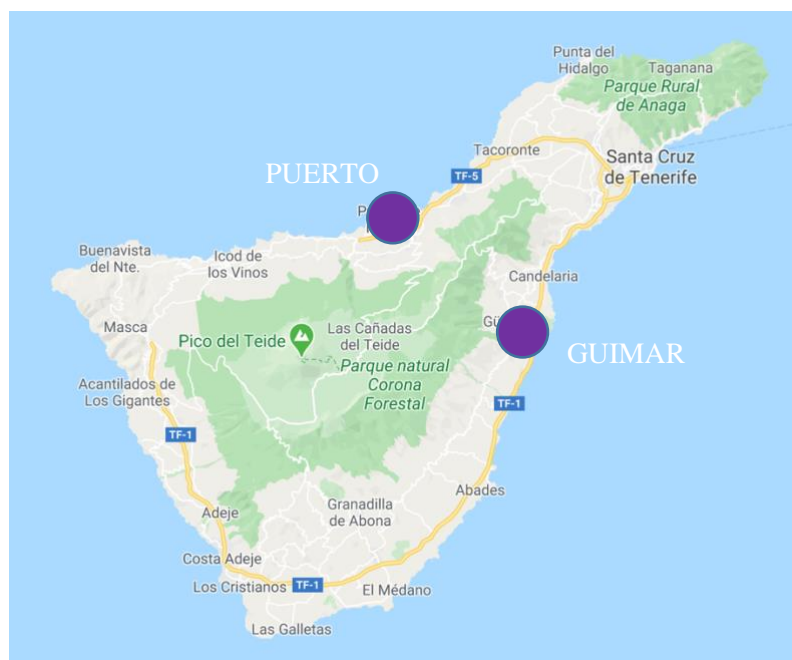 Punta del
Hidalgo
Taganana
Parque Rural
de Anaga
Tacoronte
Santa Cruz
de Tenerife
PUERTO
TF-5
Buenavista
del Nte.
Icod de
los Vinos
Candelaria
Masca
Pico del Teide
Las Cañadas
del Teide
GUIMAR
Parque natural
Corona
Forestal
Acantilados de
Los Gigantes
TF-1
TF-1
Abades
Granadilla
de Abona
Adeje
Costa Adeje
Los Cristianos
TF-1
El Médano
Las Galletas